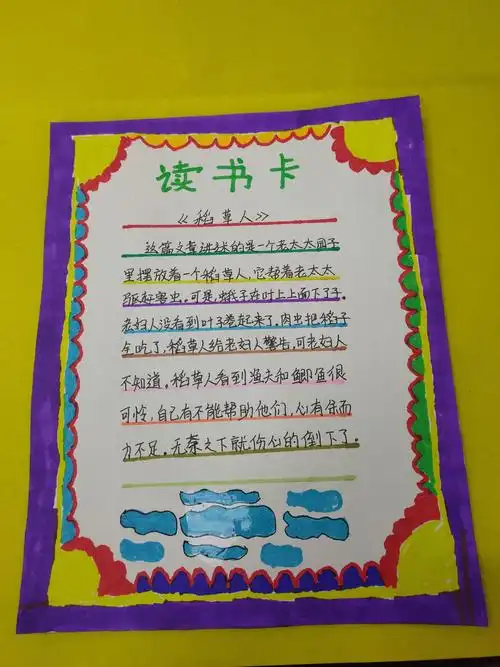 读书卡
《稻草人》
这篇文章讲述的是一个老太太园子
里摆放着一个稻草人,它帮着老太太
驱赶害虫。可是蛾子在叶上上面下了子。
老妇人没看到叶子卷起来了。肉虫把稻子
全吃了,稻草人给老妇人警告,可老妇人
不知道。稻草人看到渔夫和鲫鱼很
可怜,自己有不能帮助他们,心有余而
力不足。无奈之下就伤心的倒下了。